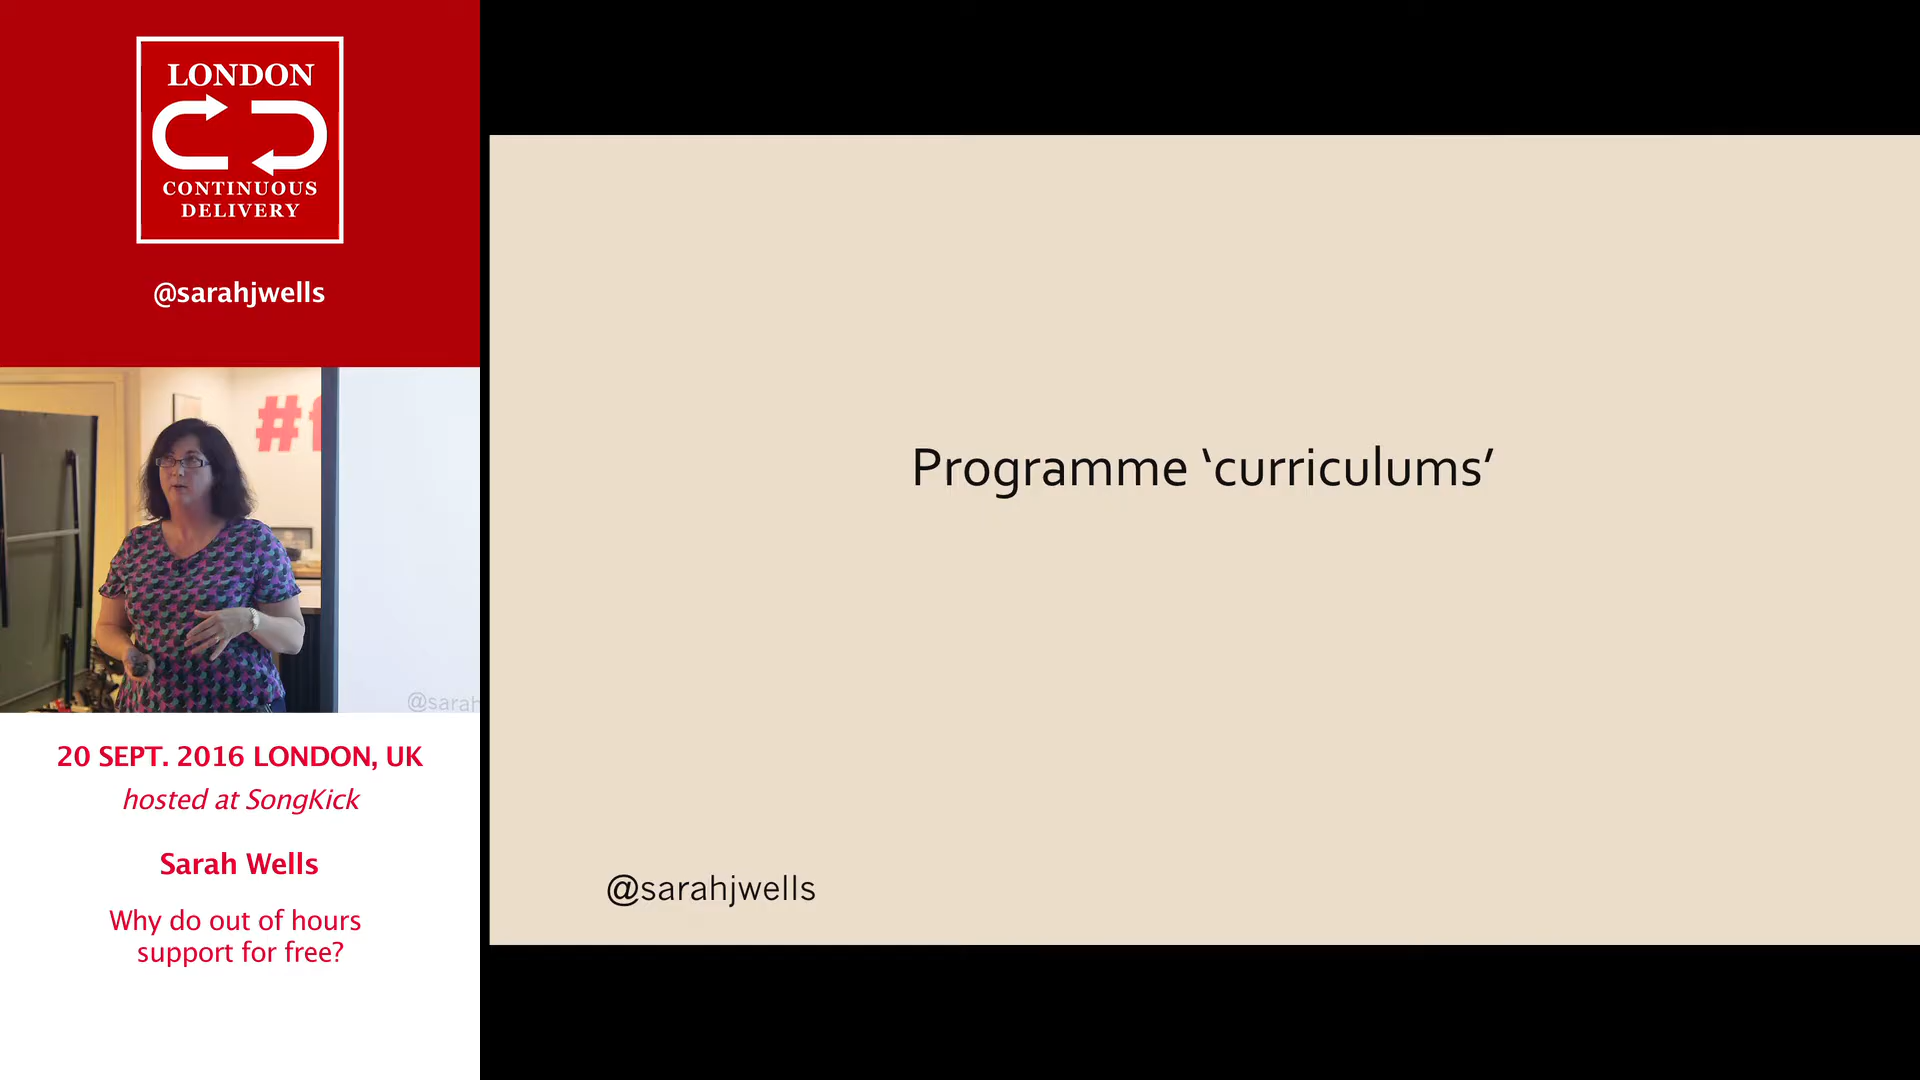 LONDON
CONTINUOUS
DELIVERY
@sarahjwells
#f
@sarah
20 SEPT. 2016 LONDON, UK
hosted at SongKick
Sarah Wells
Why do out of hours
support for free?
Programme ‘curriculums’
@sarahjwells